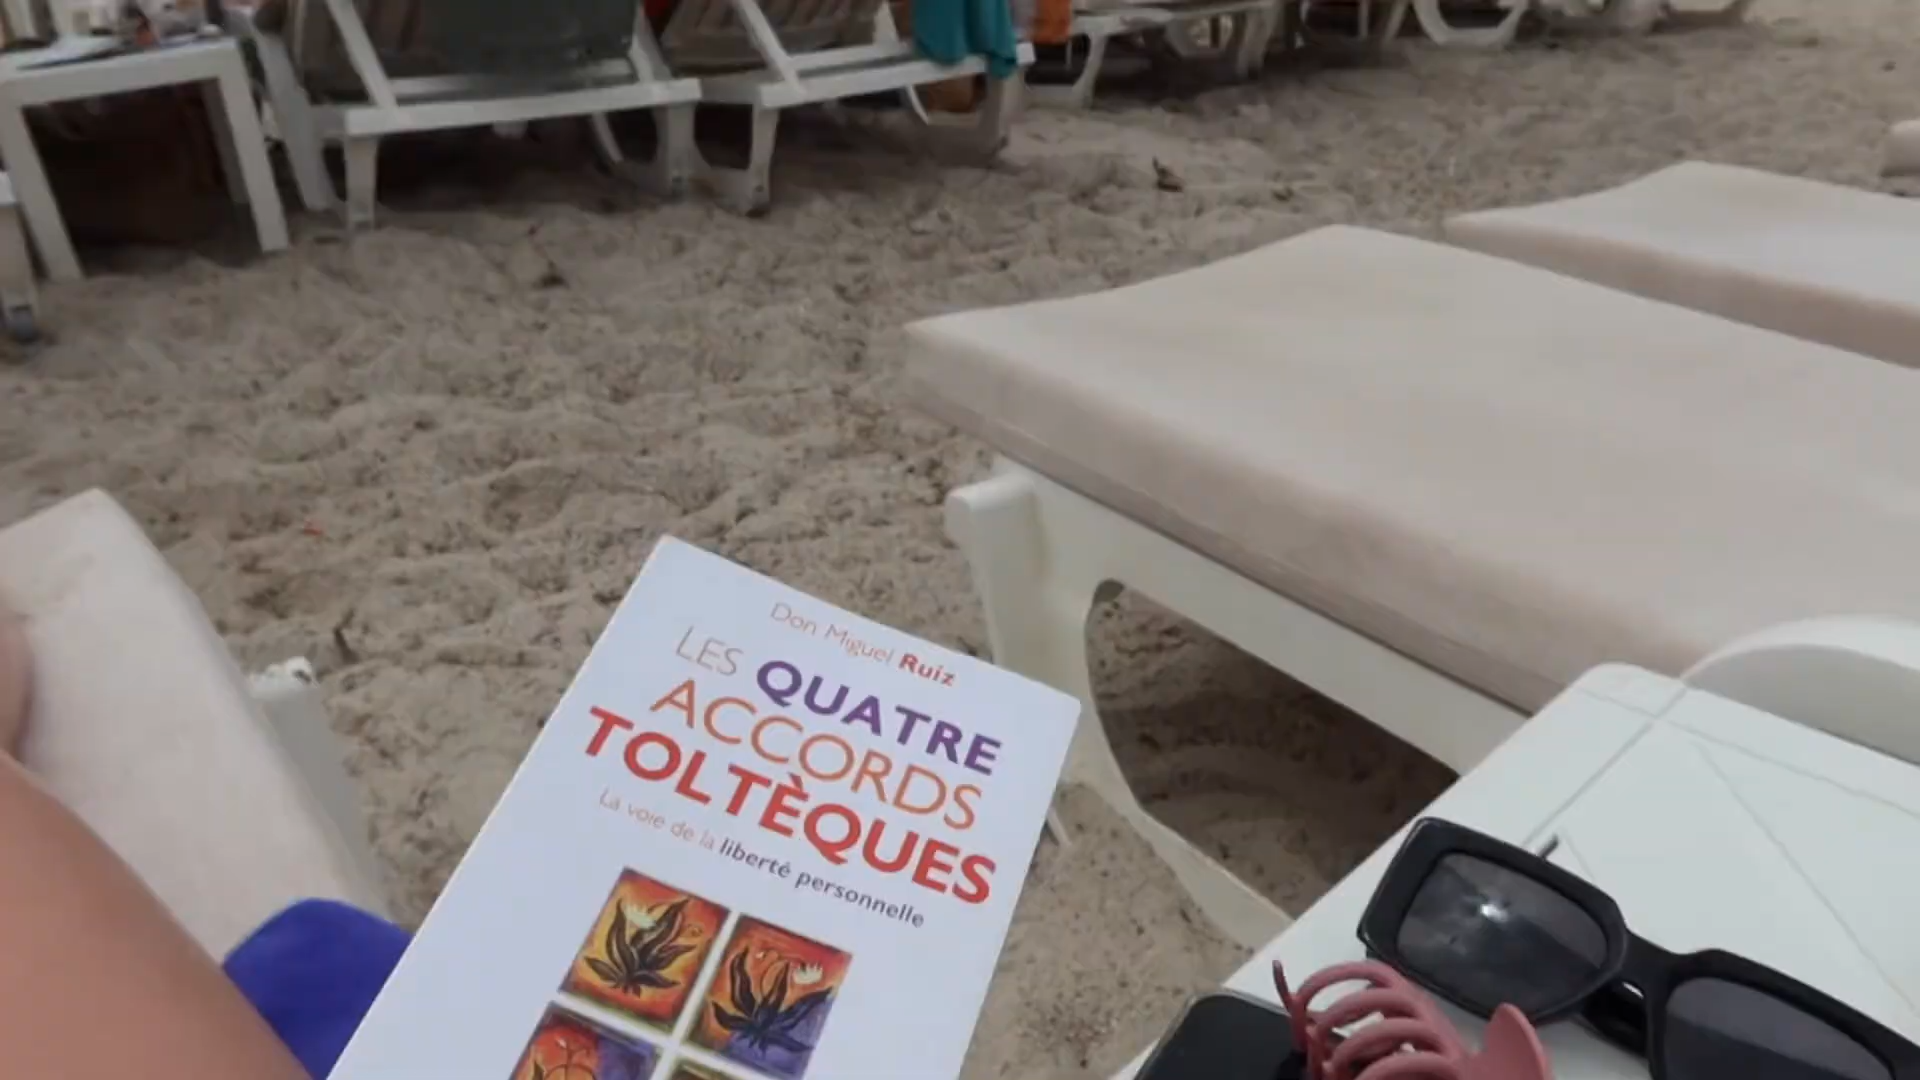 Don Miguel Ruiz
LES QUATRE
ACCORDS
TOLTÈQUES
La voie de la liberté personnelle